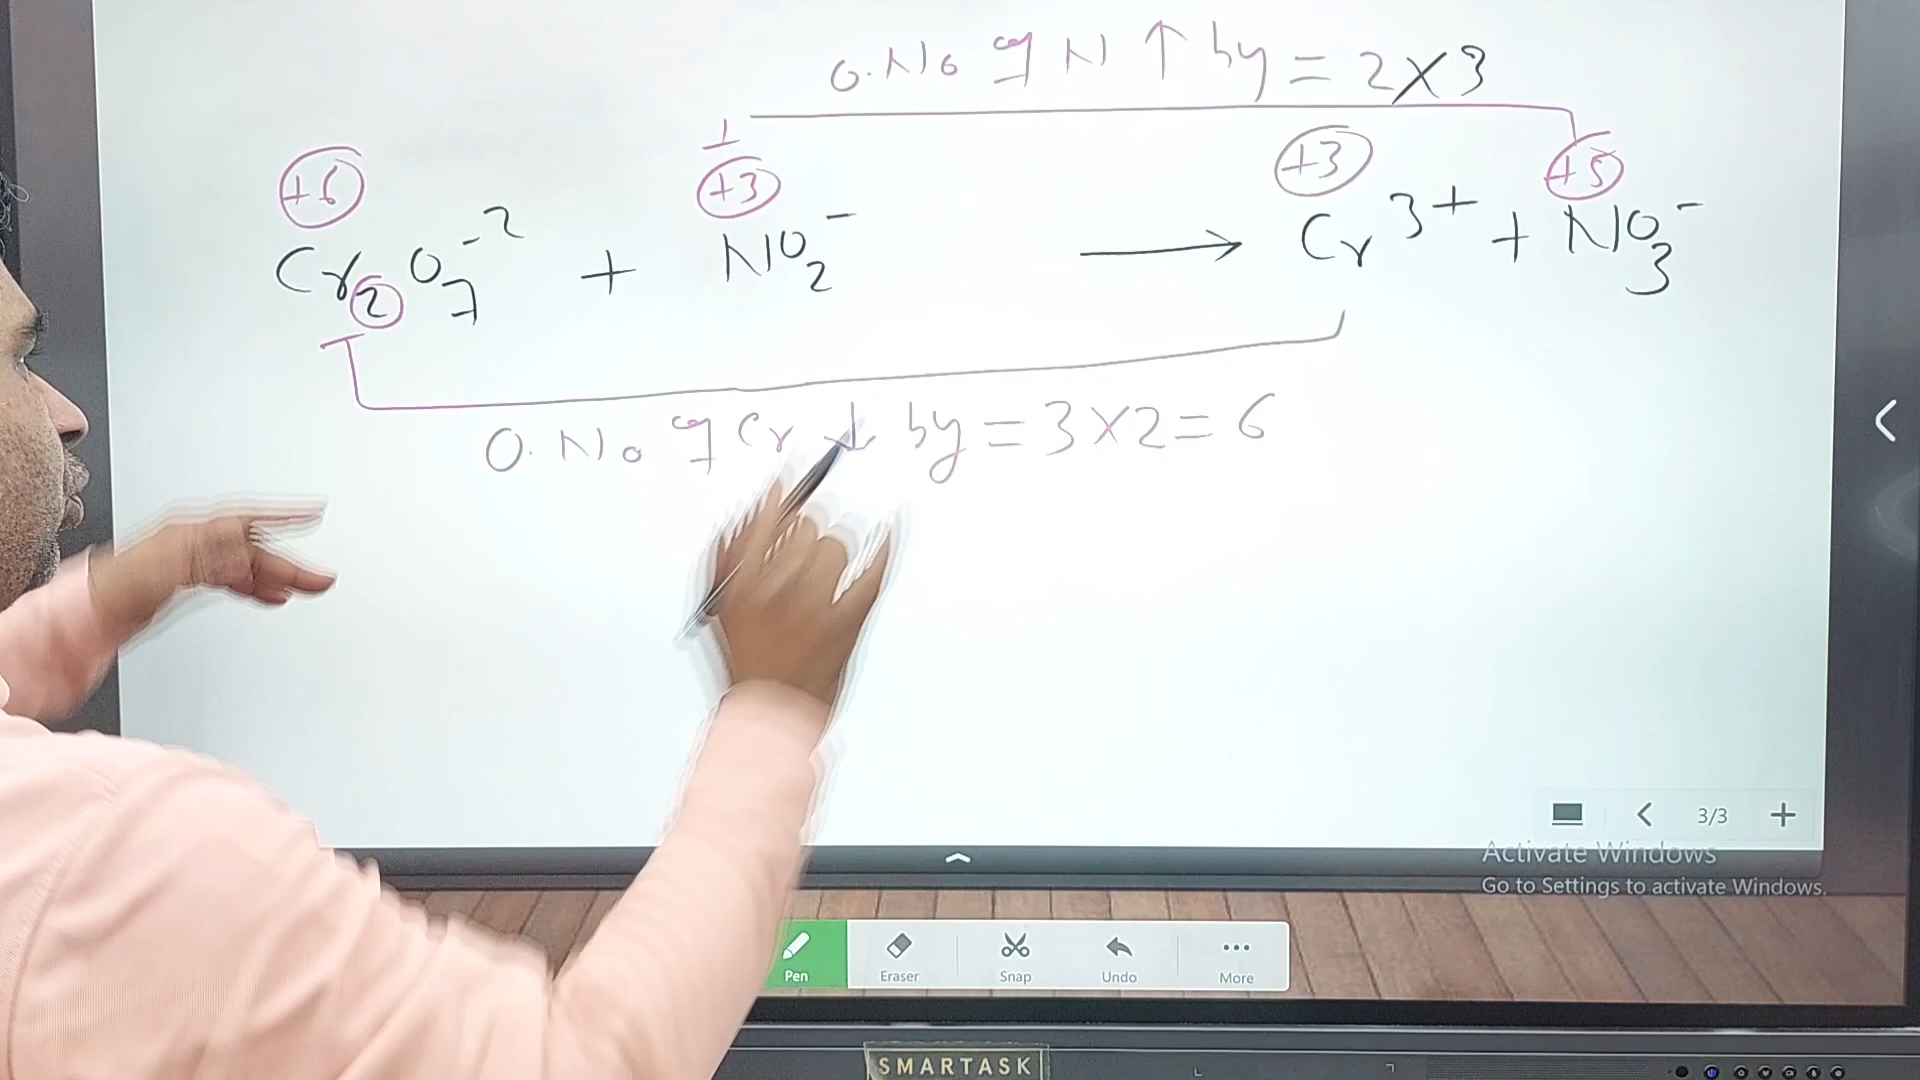 O.No of N ↑ by = 2 × 3
+6 +3 +3 +5
Cr2O7^-2 + NO2^- → Cr^3+ + NO3^-
O.No of Cr ↓ by = 3 × 2 = 6
3/3
Activate Windows
Go to Settings to activate Windows.
Pen Eraser Snap Undo More
SMARTASK